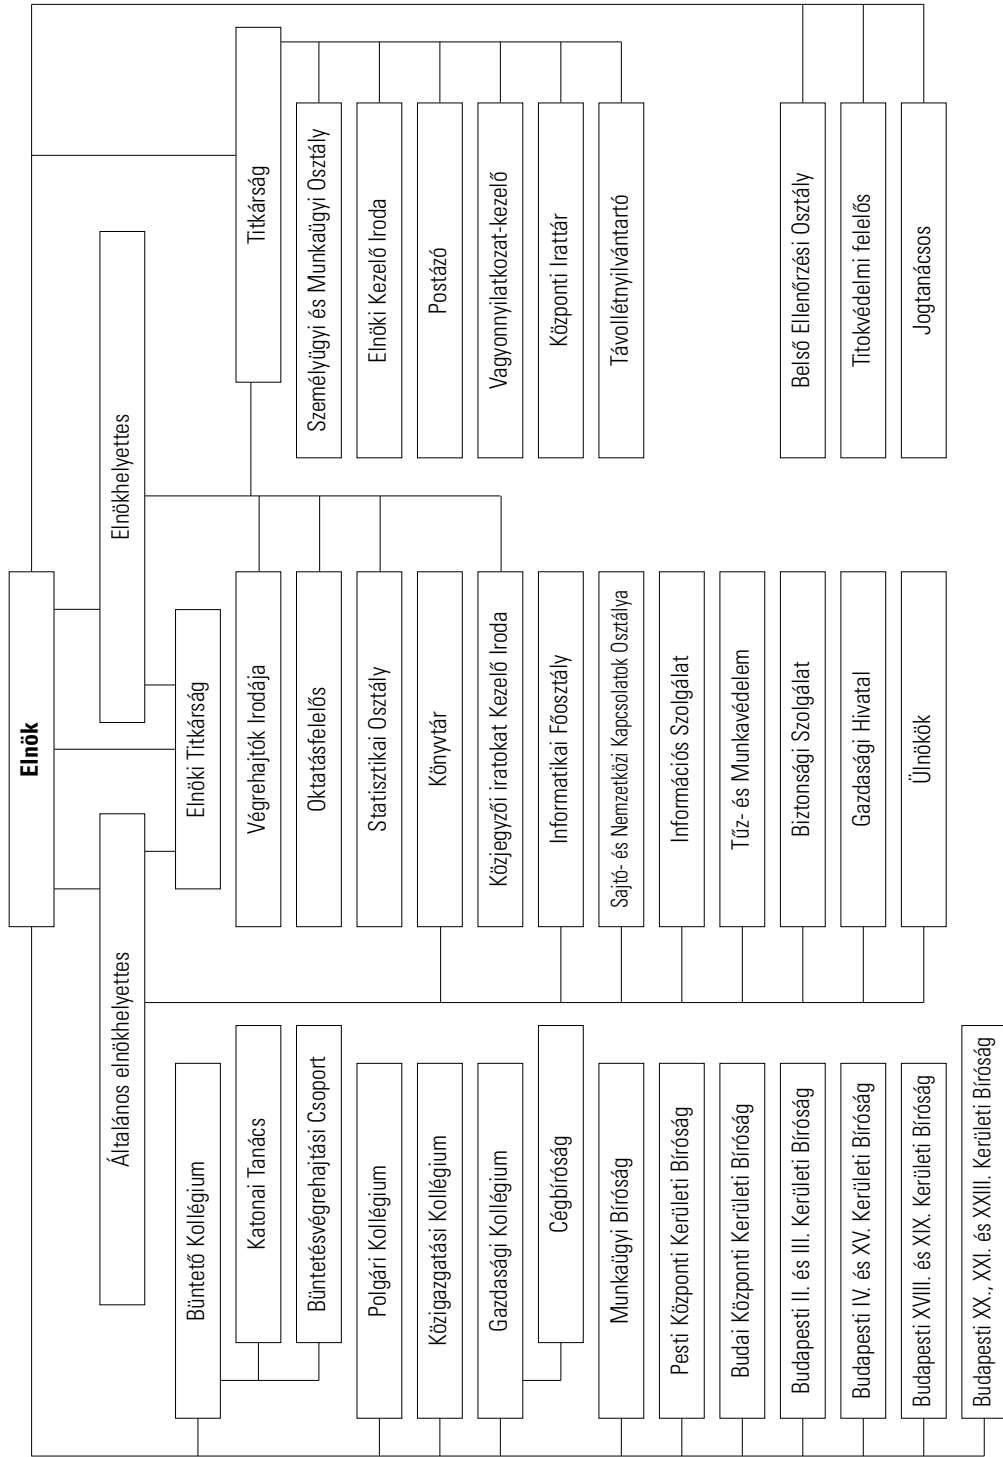 Elnök
Általános elnökhelyettes
Elnökhelyettes
Elnöki Titkárság
Büntető Kollégium
Katonai Tanács
Büntetésvégrehajtási Csoport
Polgári Kollégium
Közigazgatási Kollégium
Gazdasági Kollégium
Cégbíróság
Munkaügyi Bíróság
Pesti Központi Kerületi Bíróság
Budai Központi Kerületi Bíróság
Budapesti II. és III. Kerületi Bíróság
Budapesti IV. és XV. Kerületi Bíróság
Budapesti XVIII. és XIX. Kerületi Bíróság
Budapesti XX., XXI. és XXIII. Kerületi Bíróság
Végrehajtók Irodája
Oktatásfelelős
Statisztikai Osztály
Könyvtár
Közjegyzői iratokat Kezelő Iroda
Informatikai Főosztály
Sajtó- és Nemzetközi Kapcsolatok Osztálya
Információs Szolgálat
Tűz- és Munkavédelem
Biztonsági Szolgálat
Gazdasági Hivatal
Ülnökök
Titkárság
Személyügyi és Munkaügyi Osztály
Elnöki Kezelő Iroda
Postázó
Vagyonnyilatkozat-kezelő
Központi Irattár
Távollétnyilvántartó
Belső Ellenőrzési Osztály
Titokvédelmi felelős
Jogtanácsos